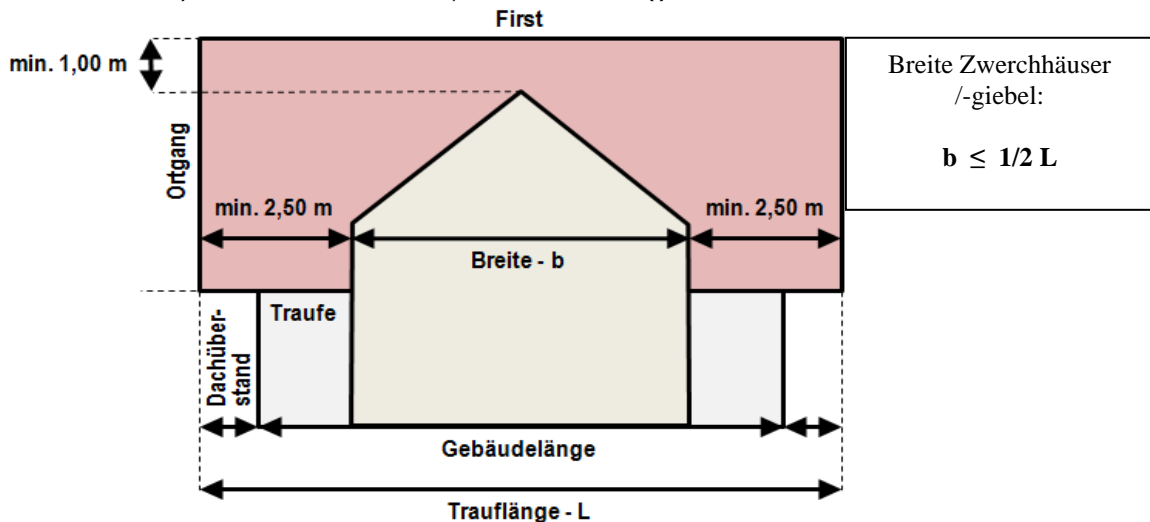 First
min. 1,00 m
Breite Zwerchhäuser
/-giebel:
b ≤ 1/2 L
Ortgang
min. 2,50 m
min. 2,50 m
Breite - b
Traufe
Dachüber-
stand
Gebäudelänge
Trauflänge - L